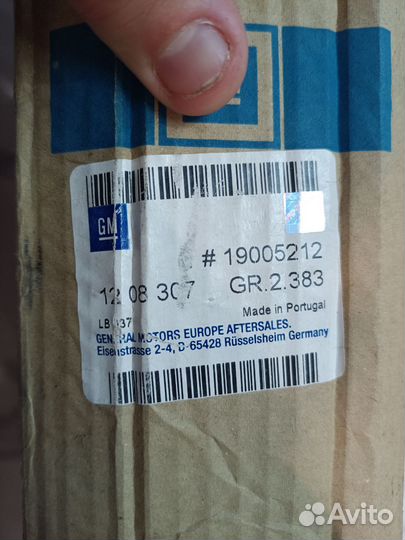 GM
# 19005212
12 08 307 GR.2.383
Made in Portugal
GENERAL MOTORS EUROPE AFTERSALES.
Eisenstrasse 2-4, D-65428 Rüsselsheim Germany
Avito